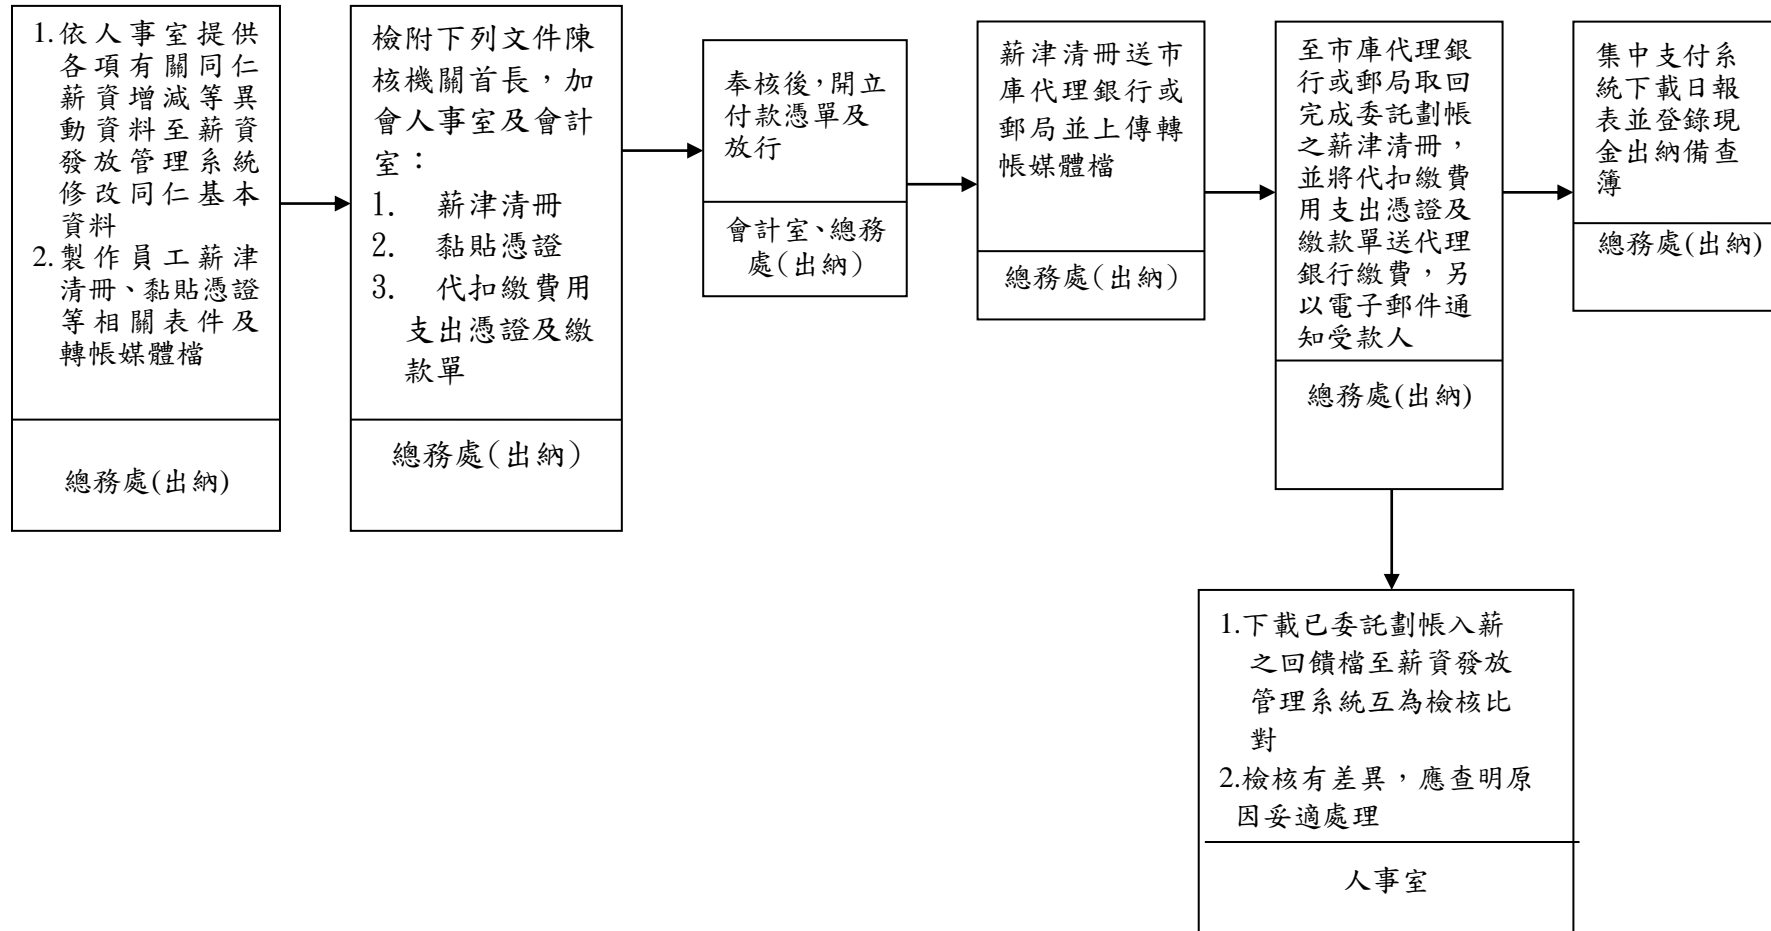 1.依人事室提供
各項有關同仁
薪資增減等異
動資料至薪資
發放管理系統
修改同仁基本
資料
2.製作員工薪津
清冊、黏貼憑證
等相關表件及
轉帳媒體檔
總務處(出納)
檢附下列文件陳
核機關首長，加
會人事室及會計
室：
1. 薪津清冊
2. 黏貼憑證
3. 代扣繳費用
支出憑證及繳
款單
總務處(出納)
奉核後，開立
付款憑單及
放行
會計室、總務
處(出納)
薪津清冊送市
庫代理銀行或
郵局並上傳轉
帳媒體檔
總務處(出納)
至市庫代理銀
行或郵局取回
完成委託劃帳
之薪津清冊，
並將代扣繳費
用支出憑證及
繳款單送代理
銀行繳費，另
以電子郵件通
知受款人
總務處(出納)
集中支付系
統下載日報
表並登錄現
金出納備查
簿
總務處(出納)
1.下載已委託劃帳入薪
之回饋檔至薪資發放
管理系統互為檢核比
對
2.檢核有差異，應查明原
因妥適處理
人事室